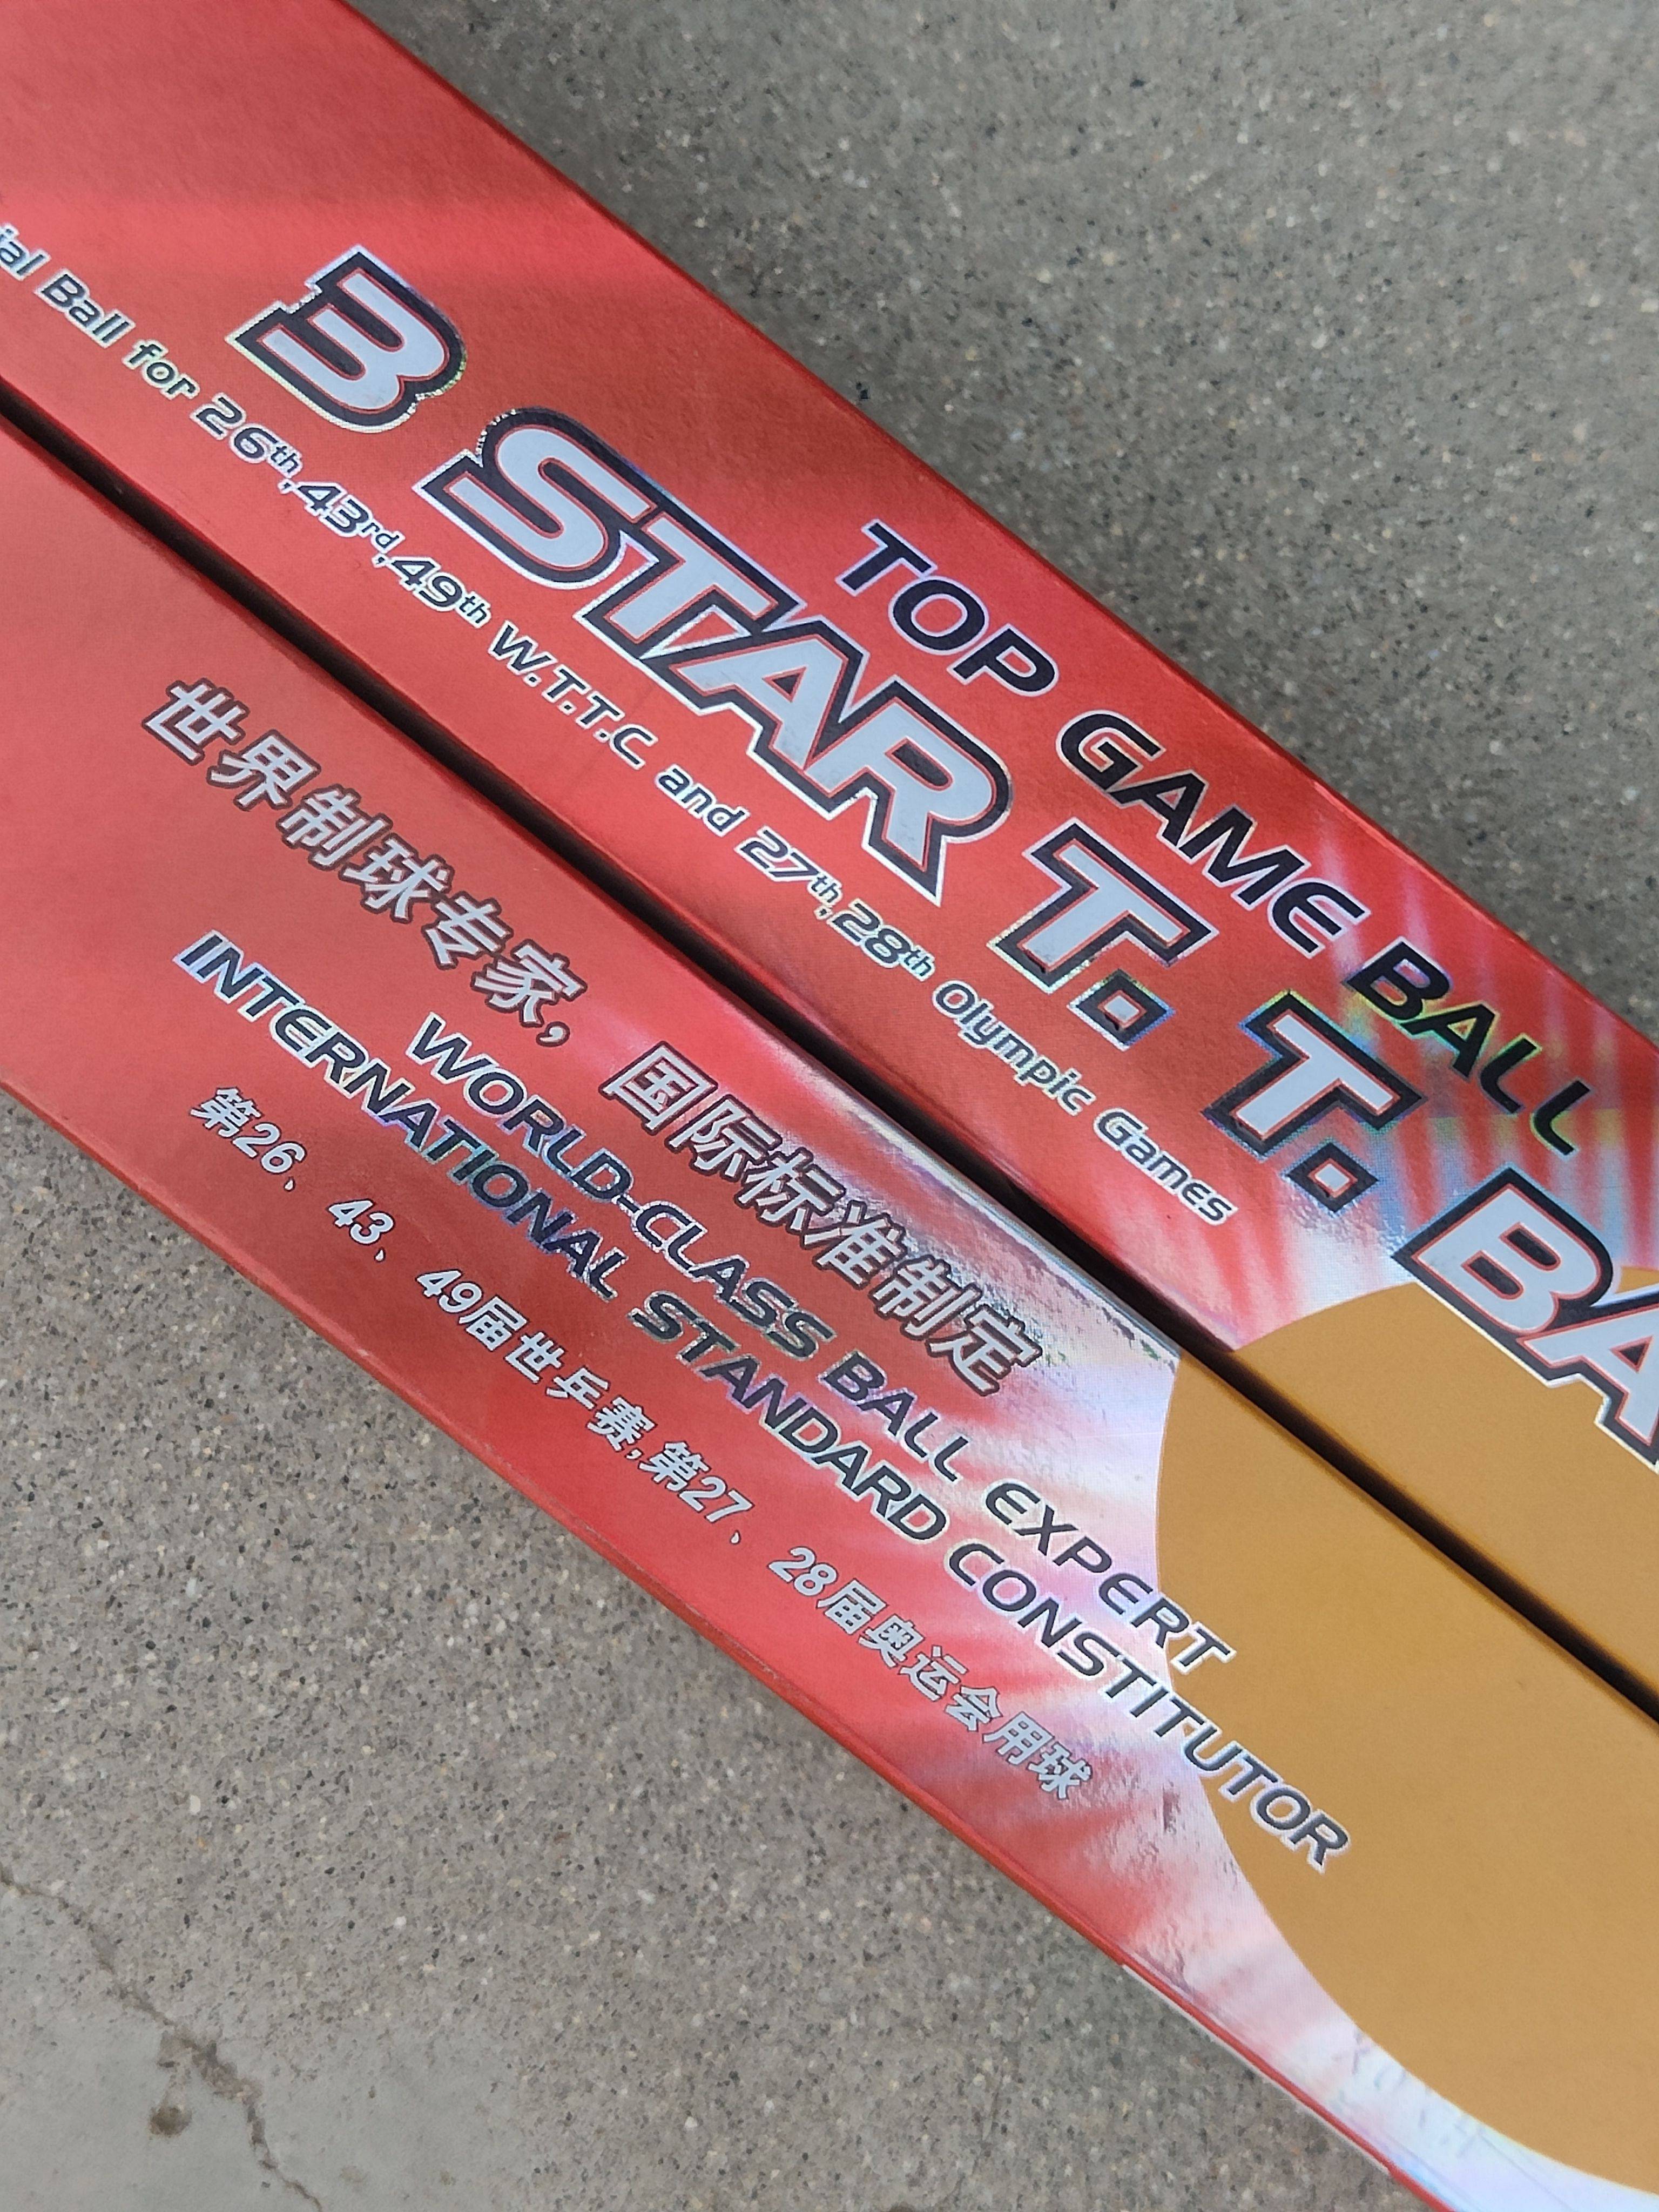 TOP GAME BALL
3 STAR T. T.
Ball for 26th,43rd,49th W.T.T.C and 27th,28th Olympic Games
世界制球专家，国际标准制定
WORLD-CLASS BALL EXPERT
INTERNATIONAL STANDARD CONSTITUTOR
第26、43、49届世乒赛,第27、28届奥运会用球